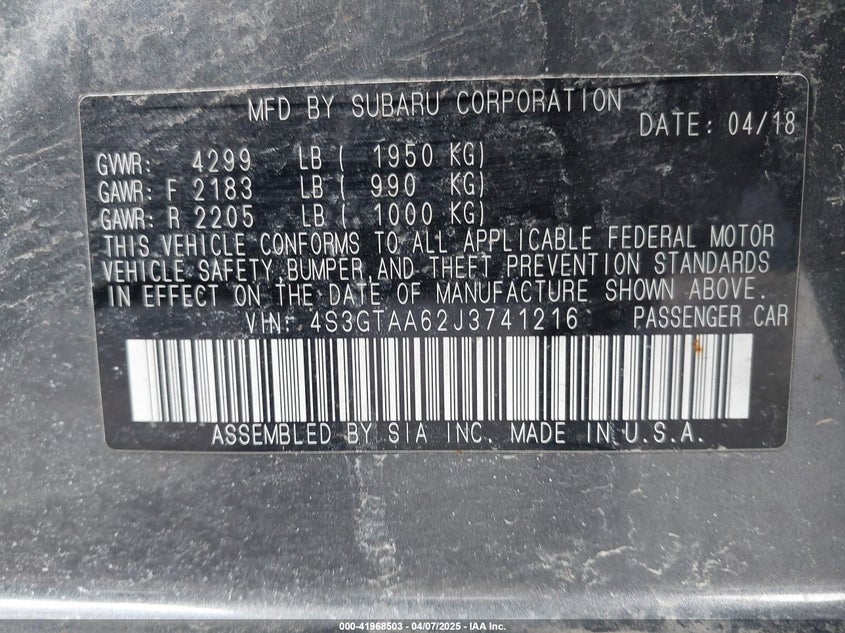 MFD BY SUBARU CORPORATION
DATE: 04/18
GVWR: 4299 LB ( 1950 KG)
GAWR: F 2183 LB ( 990 KG)
GAWR: R 2205 LB ( 1000 KG)
THIS VEHICLE CONFORMS TO ALL APPLICABLE FEDERAL MOTOR
VEHICLE SAFETY, BUMPER, AND THEFT PREVENTION STANDARDS
IN EFFECT ON THE DATE OF MANUFACTURE SHOWN ABOVE.
VIN: 4S3GTAA62J3741216 PASSENGER CAR
ASSEMBLED BY SIA INC. MADE IN U.S.A.
000-41968503 - 04/07/2025 - IAA Inc.